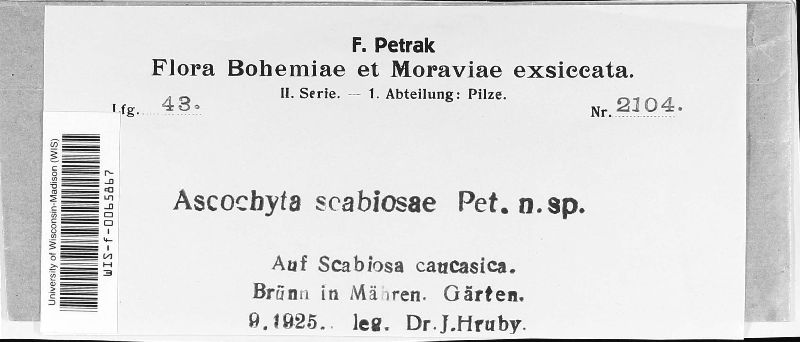 F. Petrak
Flora Bohemiae et Moraviae exsiccata.
II. Serie. — 1. Abteilung: Pilze.
Lfg. 43.
Nr. 2104.
Ascochyta scabiosae Pet. n. sp.
Auf Scabiosa caucasica.
Brünn in Mähren. Gärten.
9.1925. leg. Dr. J. Hruby.
University of Wisconsin-Madison (WIS)
WIS-f-0065867